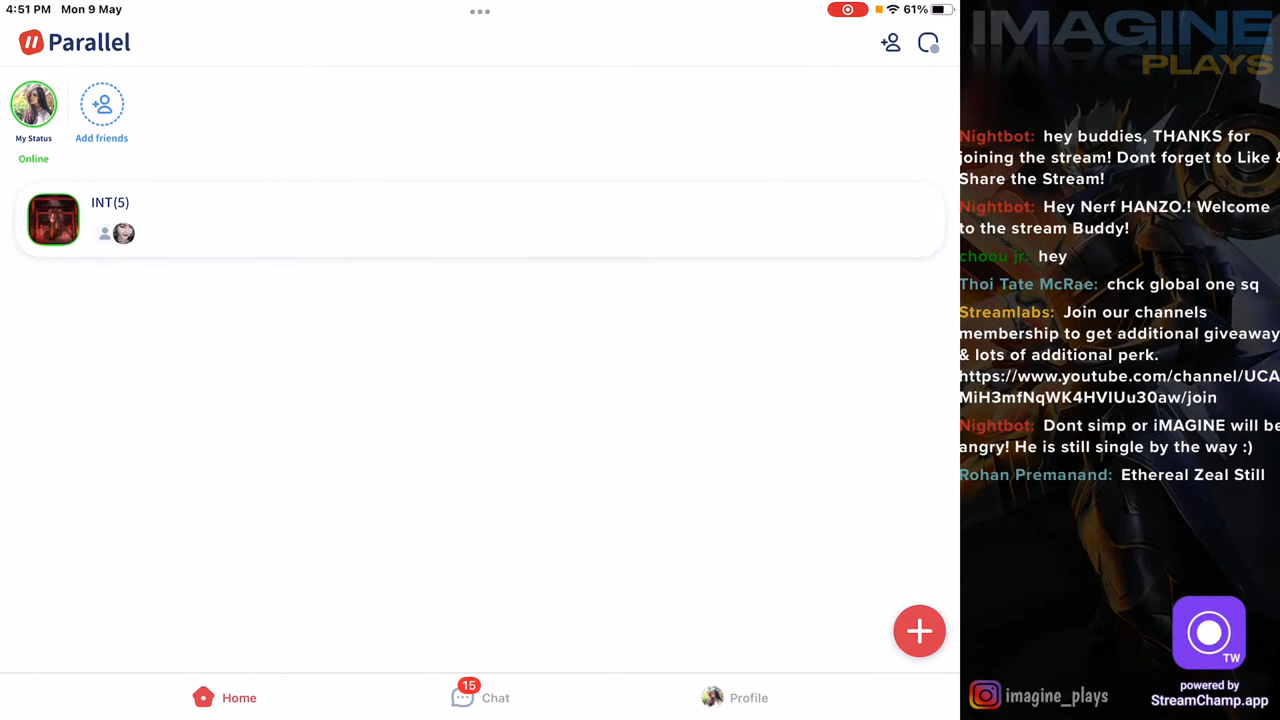 4:51 PM Mon 9 May
61%
Parallel
My Status
Online
Add friends
INT(5)
15
Home
Chat
Profile
IMAGINE
PLAYS
Nightbot: hey buddies, THANKS for
joining the stream! Dont forget to Like &
Share the Stream!
Nightbot: Hey Nerf HANZO.! Welcome
to the stream Buddy!
choou jr: hey
Thoi Tate McRae: chck global one sq
Streamlabs: Join our channels
membership to get additional giveaway
& lots of additional perk.
https://www.youtube.com/channel/UCA
MiH3mfNqWK4HVIUu30aw/join
Nightbot: Dont simp or iMAGINE will be
angry! He is still single by the way :)
Rohan Premanand: Ethereal Zeal Still
TW
powered by
StreamChamp.app
imagine_plays